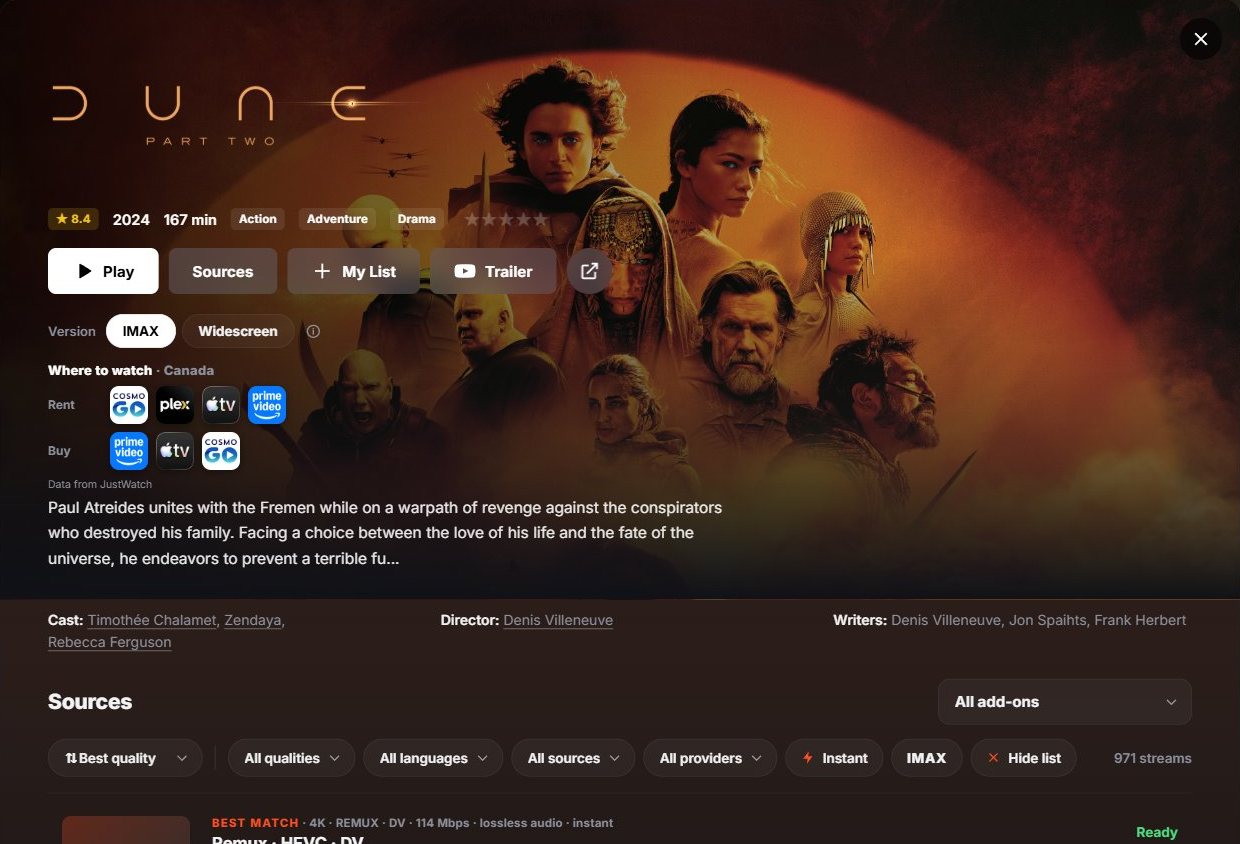 DUNE
PART TWO
★ 8.4 2024 167 min Action Adventure Drama ★★★★★
Play Sources + My List Trailer
Version IMAX Widescreen
Where to watch · Canada
Rent COSMO GO plex tv prime video
Buy prime video tv COSMO GO
Data from JustWatch
Paul Atreides unites with the Fremen while on a warpath of revenge against the conspirators
who destroyed his family. Facing a choice between the love of his life and the fate of the
universe, he endeavors to prevent a terrible fu...
Cast: Timothée Chalamet, Zendaya,
Rebecca Ferguson
Director: Denis Villeneuve
Writers: Denis Villeneuve, Jon Spaihts, Frank Herbert
Sources
All add-ons
Best quality All qualities All languages All sources All providers Instant IMAX Hide list 971 streams
BEST MATCH · 4K · REMUX · DV · 114 Mbps · lossless audio · instant
Remux · HEVC · DV
Ready